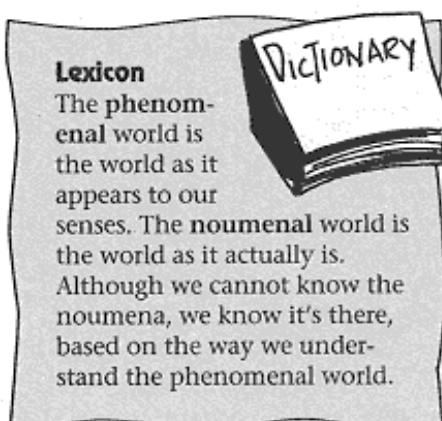 DICTIONARY
Lexicon
The phenom-
enal world is
the world as it
appears to our
senses. The noumenal world is
the world as it actually is.
Although we cannot know the
noumena, we know it's there,
based on the way we under-
stand the phenomenal world.